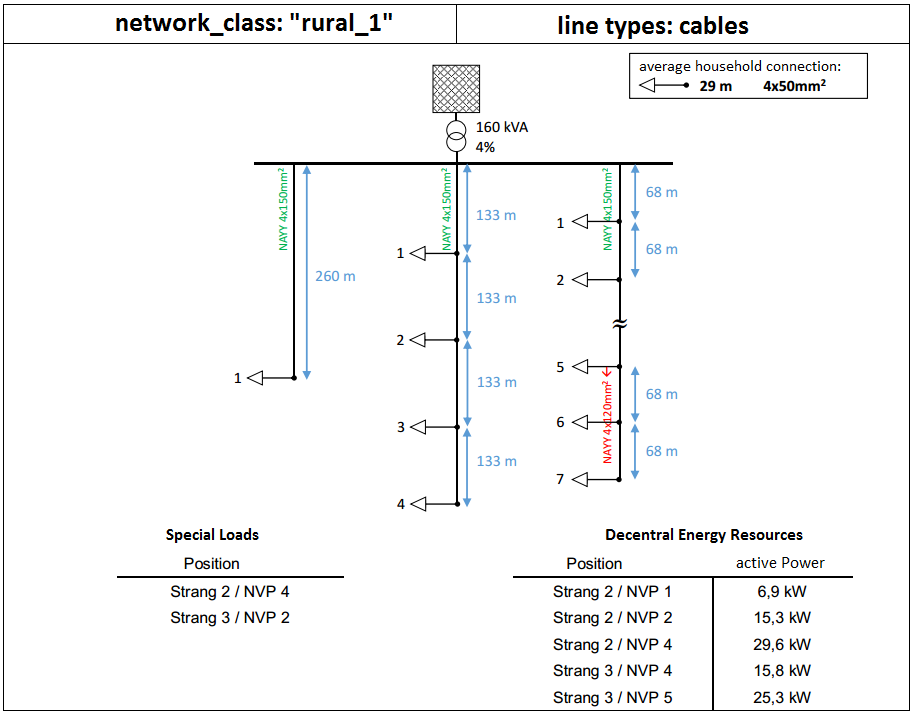 network_class: "rural_1"
line types: cables
average household connection:
29 m 4x50mm²
160 kVA
4%
NAYY 4x150mm²
260 m
1
NAYY 4x150mm²
133 m
1
133 m
2
133 m
3
133 m
4
NAYY 4x150mm²
68 m
1
68 m
2
≈
5
NAYY 4x120mm²
68 m
6
68 m
7
Special Loads
Position
Strang 2 / NVP 4
Strang 3 / NVP 2
Decentral Energy Resources
Position active Power
Strang 2 / NVP 1 6,9 kW
Strang 2 / NVP 2 15,3 kW
Strang 2 / NVP 4 29,6 kW
Strang 3 / NVP 4 15,8 kW
Strang 3 / NVP 5 25,3 kW